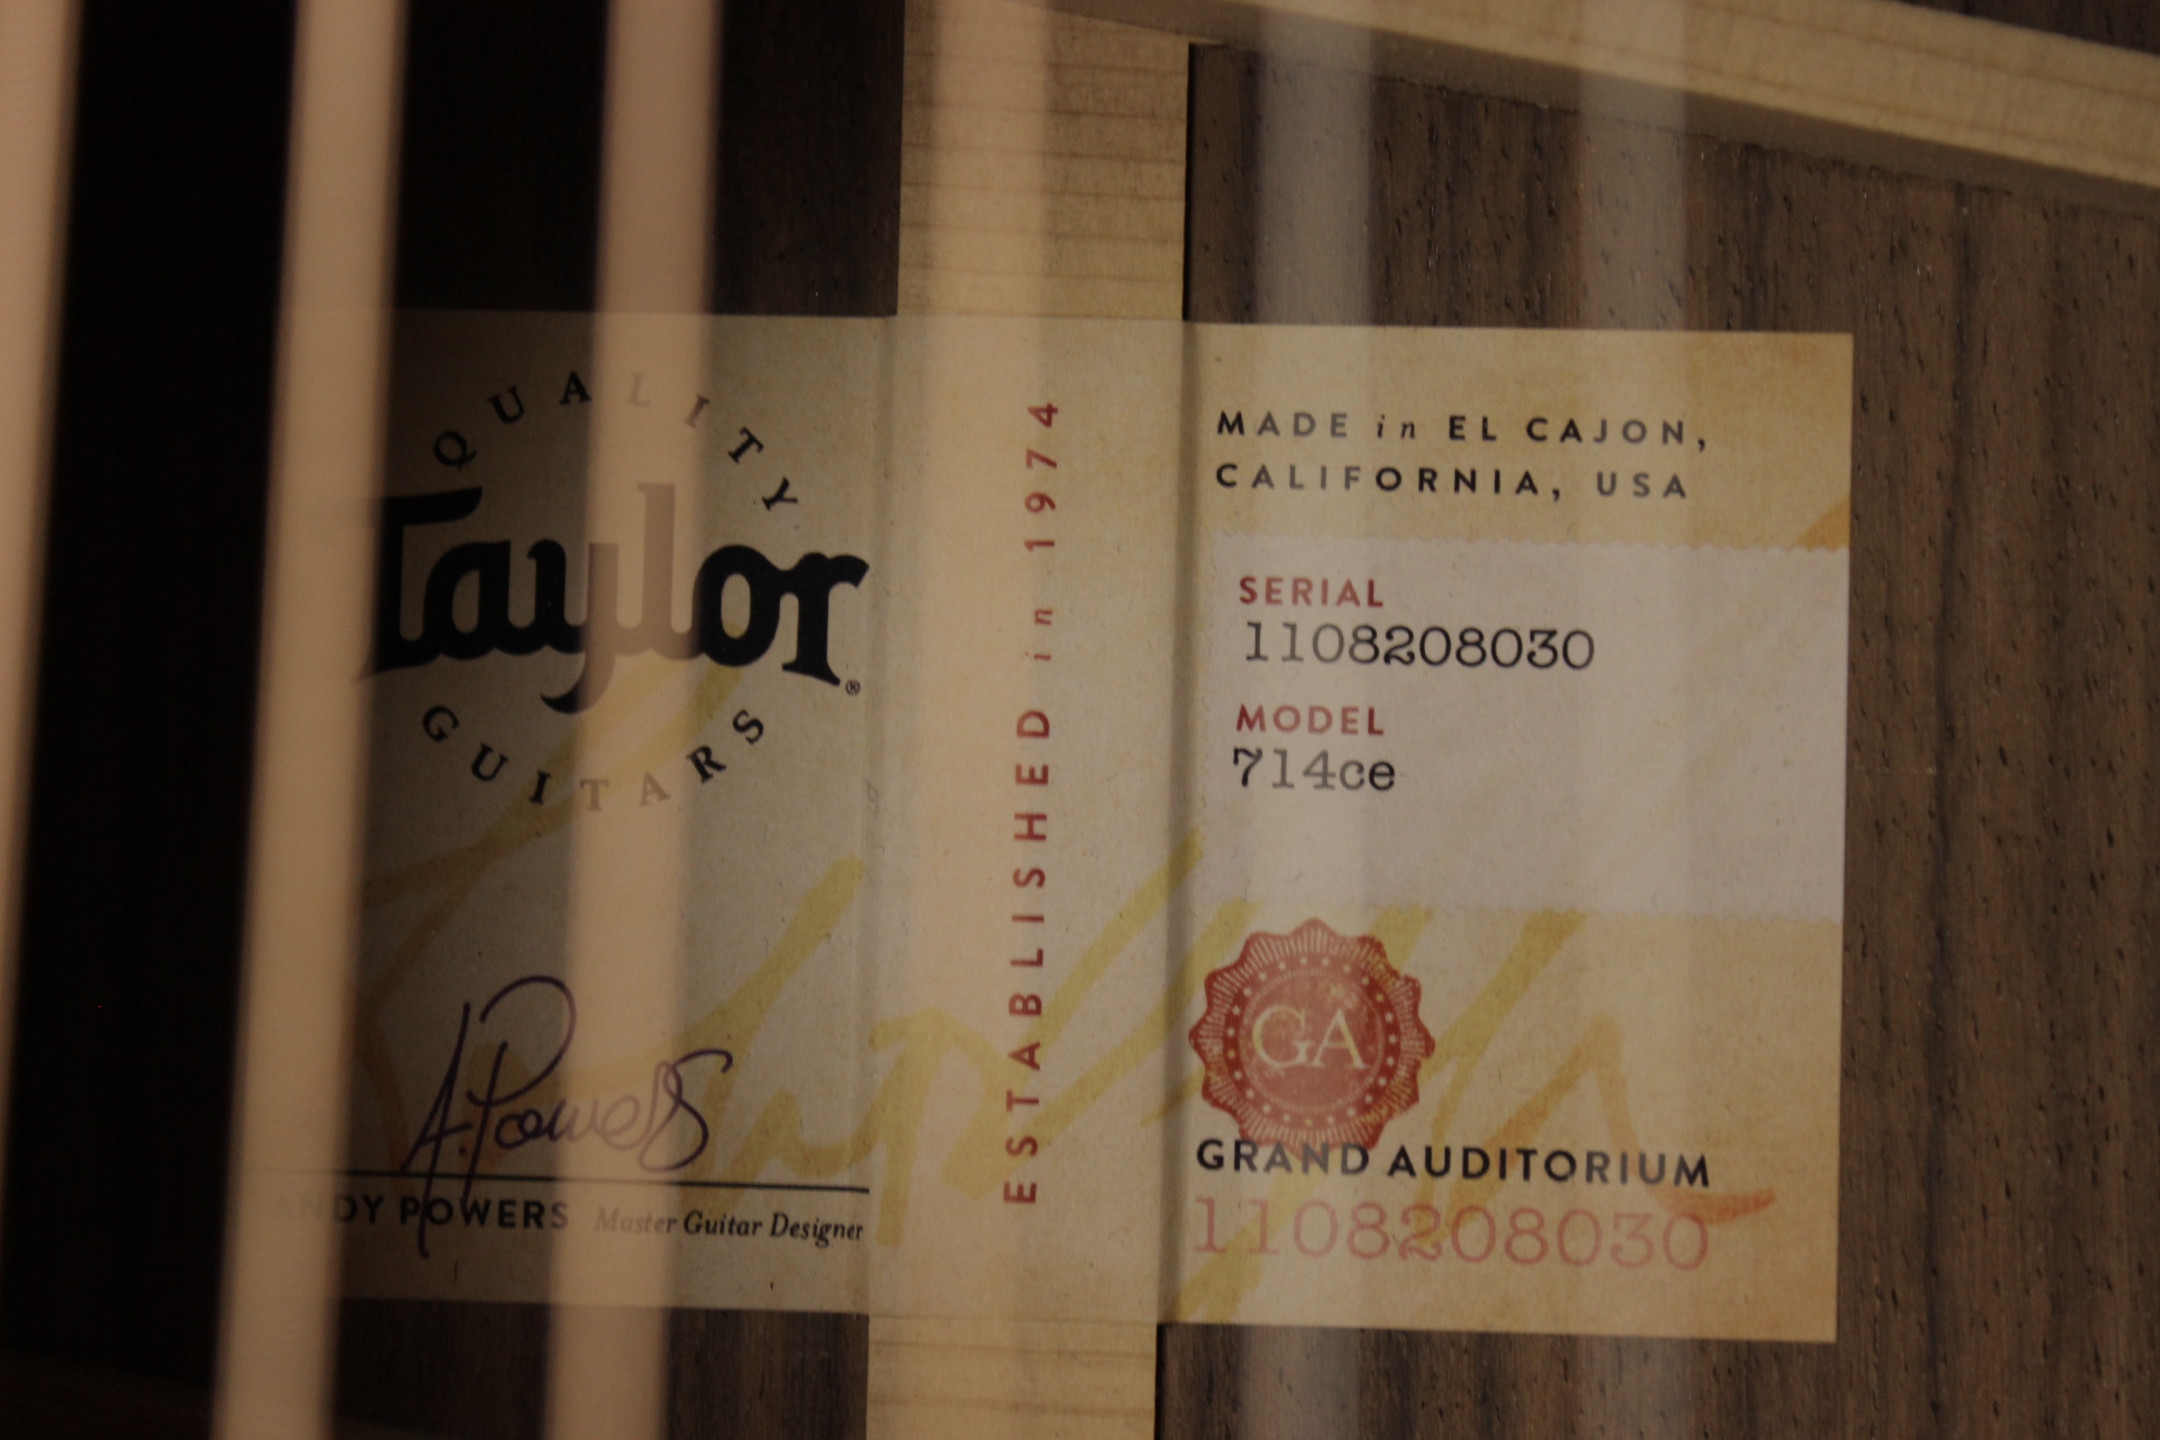 QUALITY
Taylor®
GUITARS
A. Powers
NDY POWERS Master Guitar Designer
ESTABLISHED in 1974
MADE in EL CAJON,
CALIFORNIA, USA
SERIAL
1108208030
MODEL
714ce
GA
GRAND AUDITORIUM
1108208030